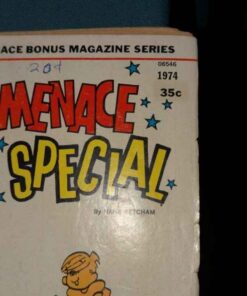 ACE BONUS MAGAZINE SERIES
204
06546
1974
35c
MENACE
SPECIAL
By HANK KETCHAM